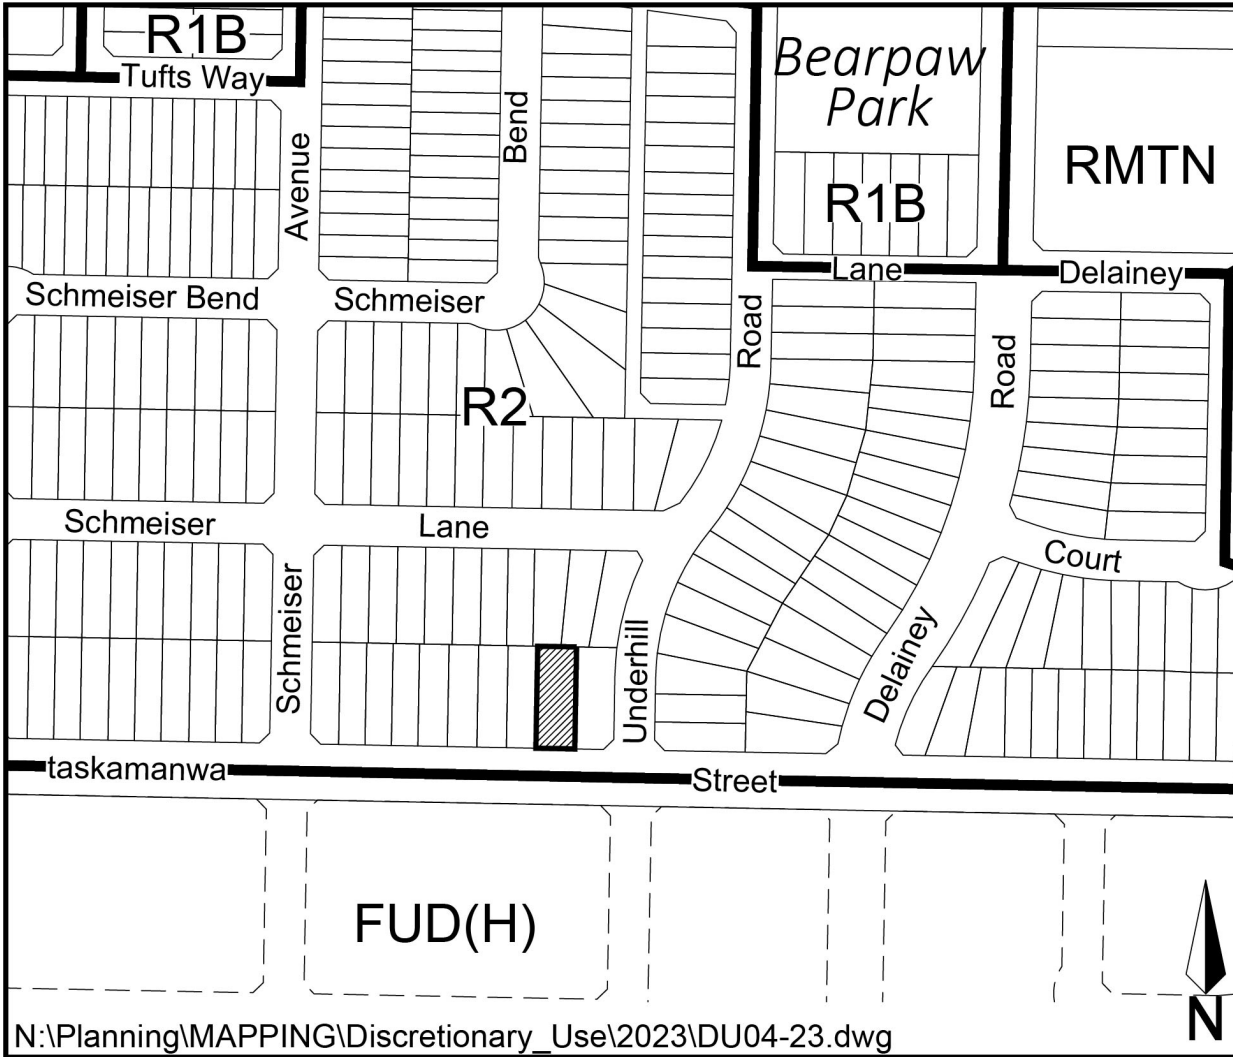 R1B
Tufts Way
Bearpaw
Park
Bend
Avenue
RMTN
R1B
Lane
Delainey
Schmeiser Bend
Schmeiser
Road
Road
R2
Schmeiser
Lane
Court
Schmeiser
Underhill
Delainey
taskamanwa
Street
FUD(H)
N
N:\Planning\MAPPING\Discretionary_Use\2023\DU04-23.dwg